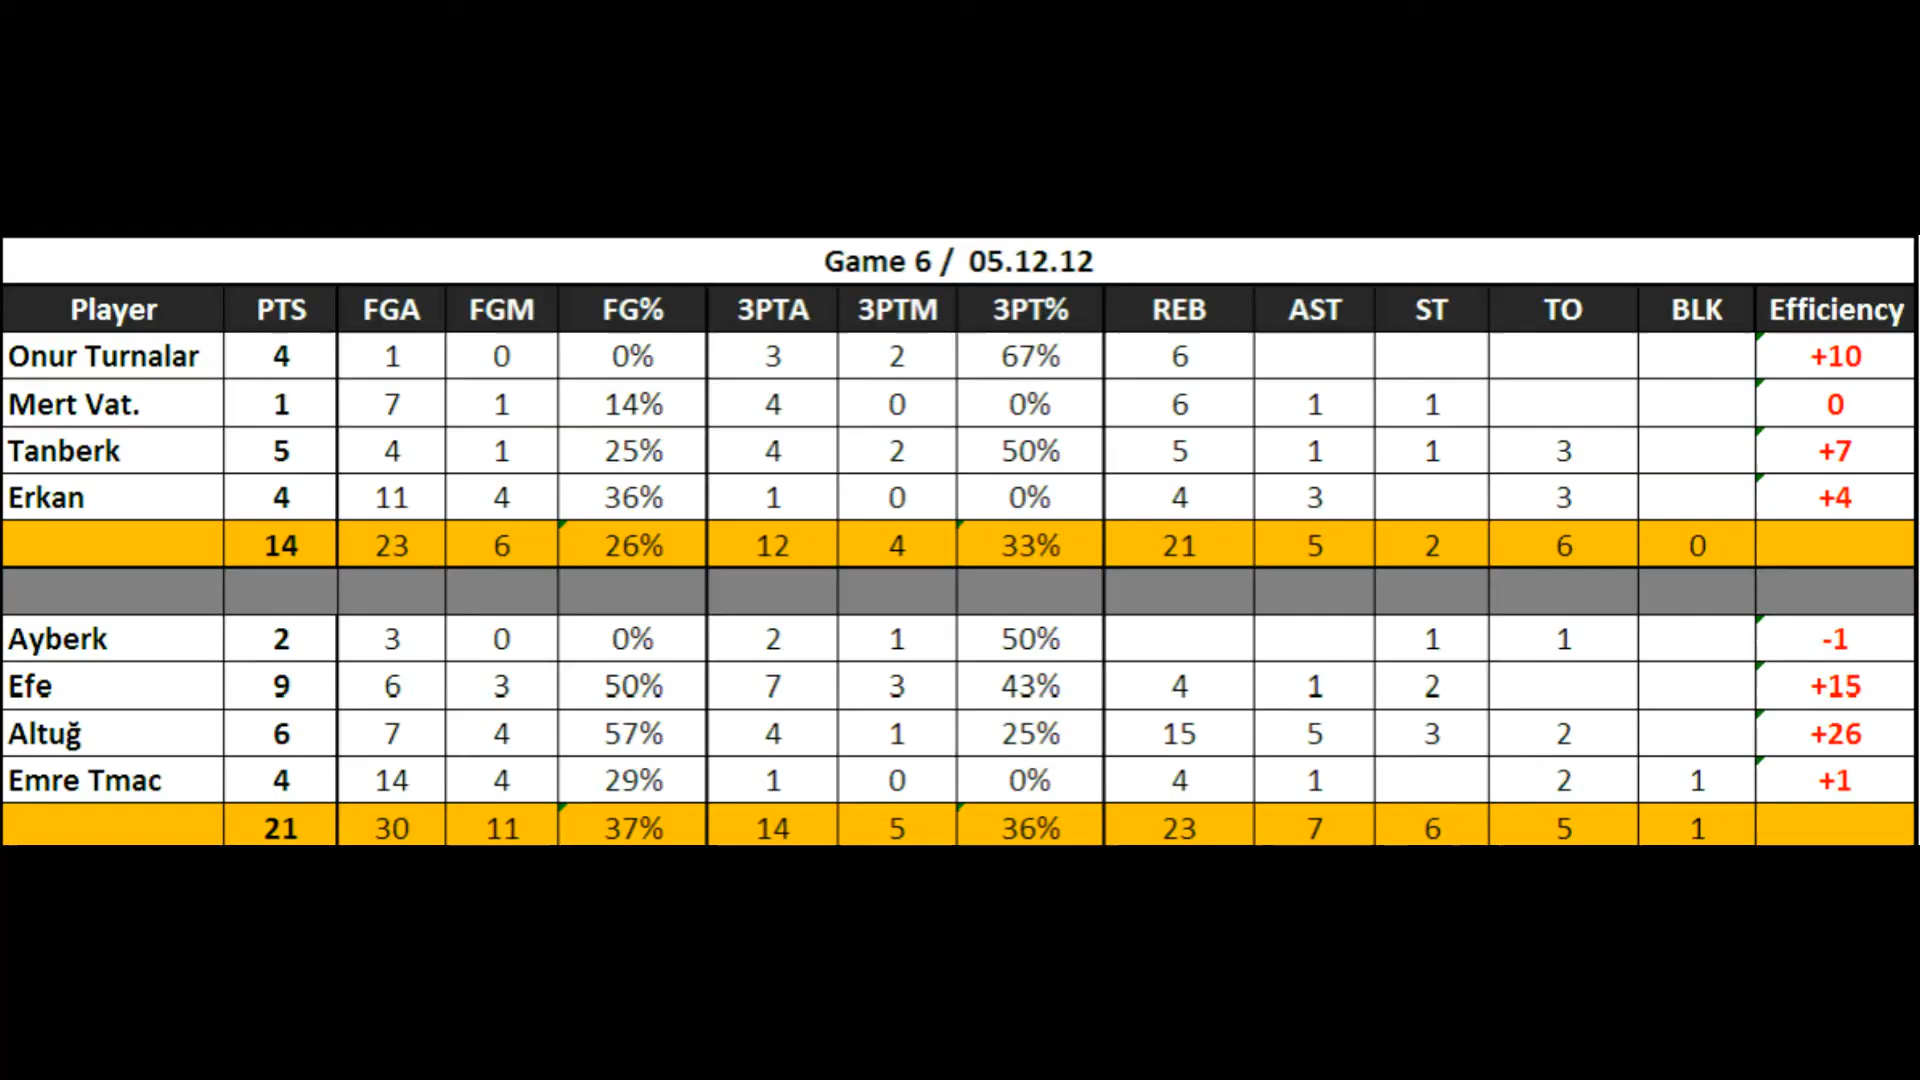 Game 6 / 05.12.12
Player PTS FGA FGM FG% 3PTA 3PTM 3PT% REB AST ST TO BLK Efficiency
Onur Turnalar 4 1 0 0% 3 2 67% 6 +10
Mert Vat. 1 7 1 14% 4 0 0% 6 1 1 0
Tanberk 5 4 1 25% 4 2 50% 5 1 1 3 +7
Erkan 4 11 4 36% 1 0 0% 4 3 3 +4
14 23 6 26% 12 4 33% 21 5 2 6 0
Ayberk 2 3 0 0% 2 1 50% 1 1 -1
Efe 9 6 3 50% 7 3 43% 4 1 2 +15
Altuğ 6 7 4 57% 4 1 25% 15 5 3 2 +26
Emre Tmac 4 14 4 29% 1 0 0% 4 1 2 1 +1
21 30 11 37% 14 5 36% 23 7 6 5 1